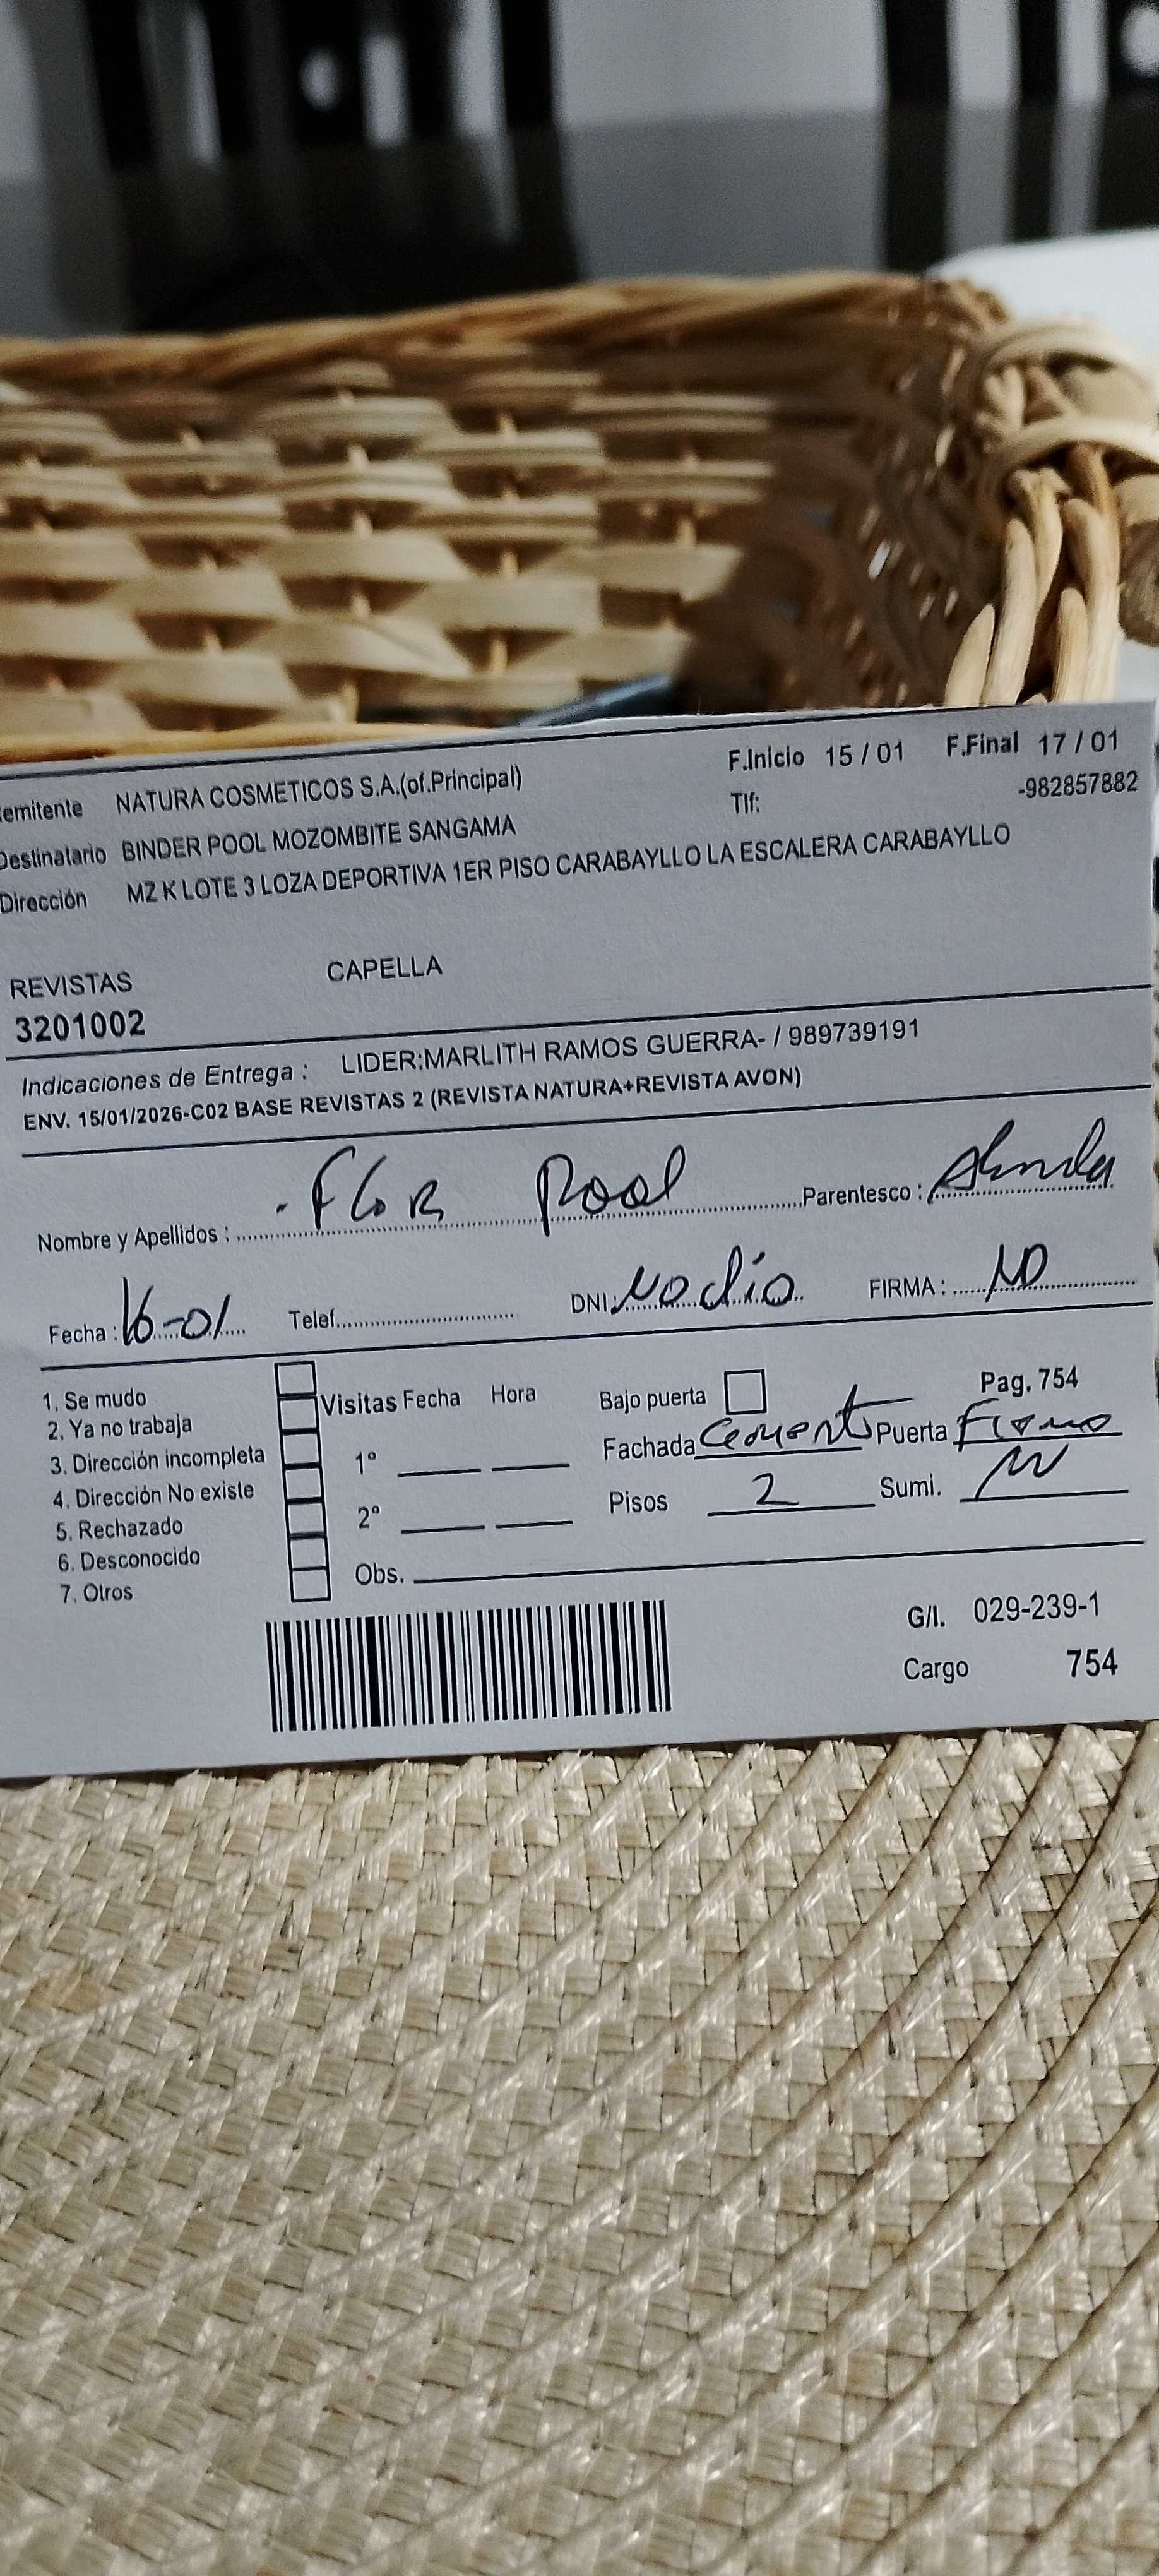 emitente NATURA COSMETICOS S.A.(of.Principal) F.Inicio 15 / 01 F.Final 17 / 01
Destinatario BINDER POOL MOZOMBITE SANGAMA Tlf: -982857882
Dirección MZ K LOTE 3 LOZA DEPORTIVA 1ER PISO CARABAYLLO LA ESCALERA CARABAYLLO
REVISTAS CAPELLA
3201002
Indicaciones de Entrega : LIDER:MARLITH RAMOS GUERRA- / 989739191
ENV. 15/01/2026-C02 BASE REVISTAS 2 (REVISTA NATURA+REVISTA AVON)
Nombre y Apellidos : Flor Pool Parentesco :
Fecha : 16-01 Telef. DNI: No dio FIRMA : ND
1. Se mudo Visitas Fecha Hora Bajo puerta Pag. 754
2. Ya no trabaja
3. Dirección incompleta 1° Fachada Cemento Puerta Fierro
4. Dirección No existe
5. Rechazado 2° Pisos 2 Sumi.
6. Desconocido
7. Otros Obs.
G/I. 029-239-1
Cargo 754